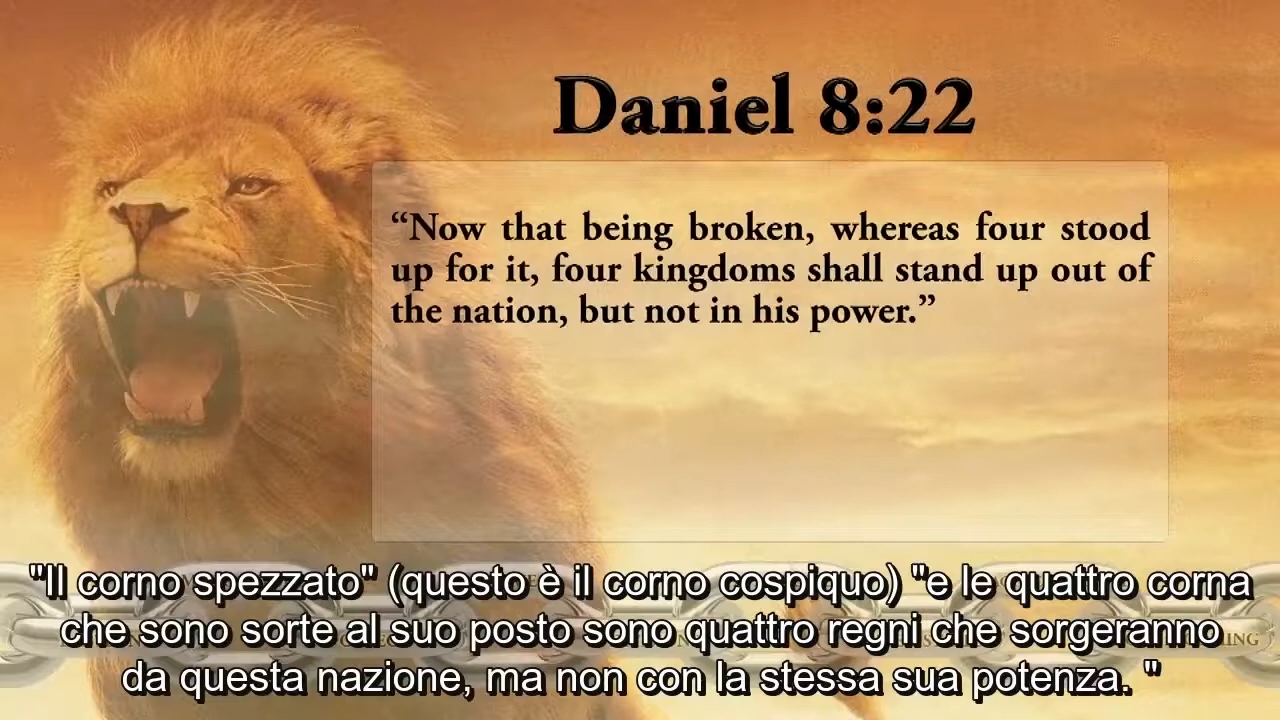 Daniel 8:22
“Now that being broken, whereas four stood
up for it, four kingdoms shall stand up out of
the nation, but not in his power.”
"Il corno spezzato" (questo è il corno cospiquo) "e le quattro corna
che sono sorte al suo posto sono quattro regni che sorgeranno
da questa nazione, ma non con la stessa sua potenza. "